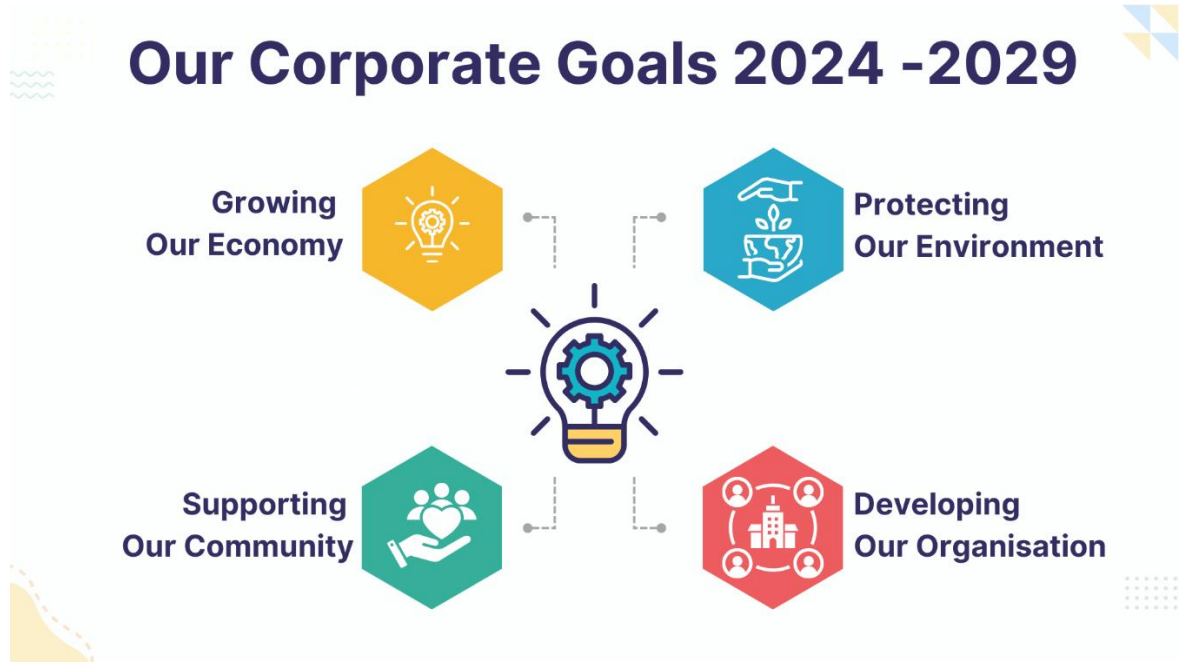 Our Corporate Goals 2024 -2029
Growing
Our Economy
Protecting
Our Environment
Supporting
Our Community
Developing
Our Organisation